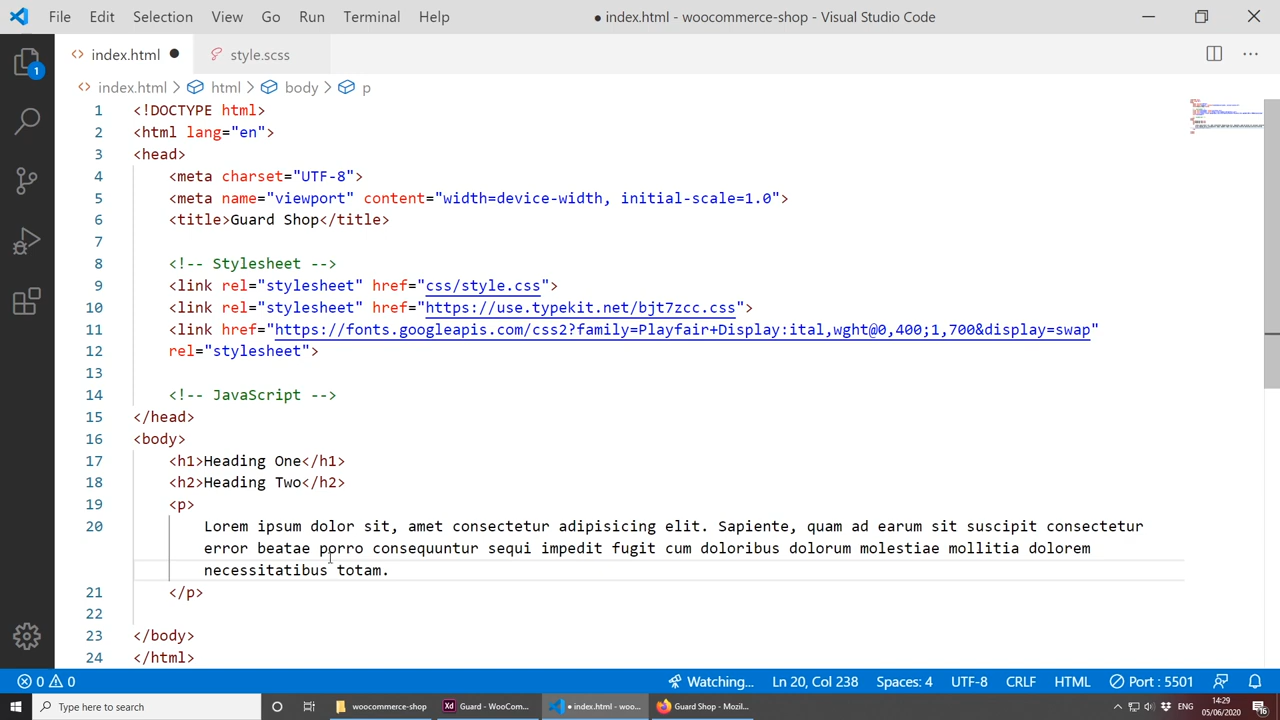 File Edit Selection View Go Run Terminal Help ● index.html - woocommerce-shop - Visual Studio Code
<> index.html ● style.scss
1
<> index.html > html > body > p
1 <!DOCTYPE html>
2 <html lang="en">
3 <head>
4 <meta charset="UTF-8">
5 <meta name="viewport" content="width=device-width, initial-scale=1.0">
6 <title>Guard Shop</title>
7
8 <!-- Stylesheet -->
9 <link rel="stylesheet" href="css/style.css">
10 <link rel="stylesheet" href="https://use.typekit.net/bjt7zcc.css">
11 <link href="https://fonts.googleapis.com/css2?family=Playfair+Display:ital,wght@0,400;1,700&display=swap"
12 rel="stylesheet">
13
14 <!-- JavaScript -->
15 </head>
16 <body>
17 <h1>Heading One</h1>
18 <h2>Heading Two</h2>
19 <p>
20 Lorem ipsum dolor sit, amet consectetur adipisicing elit. Sapiente, quam ad earum sit suscipit consectetur
error beatae porro consequuntur sequi impedit fugit cum doloribus dolorum molestiae mollitia dolorem
necessitatibus totam.
21 </p>
22
23 </body>
24 </html>
0 0 Watching... Ln 20, Col 238 Spaces: 4 UTF-8 CRLF HTML Port : 5501
Type here to search woocommerce-shop Xd Guard - WooCom... ● index.html - woo... Guard Shop - Mozil... ENG 14:29
05/06/2020 16